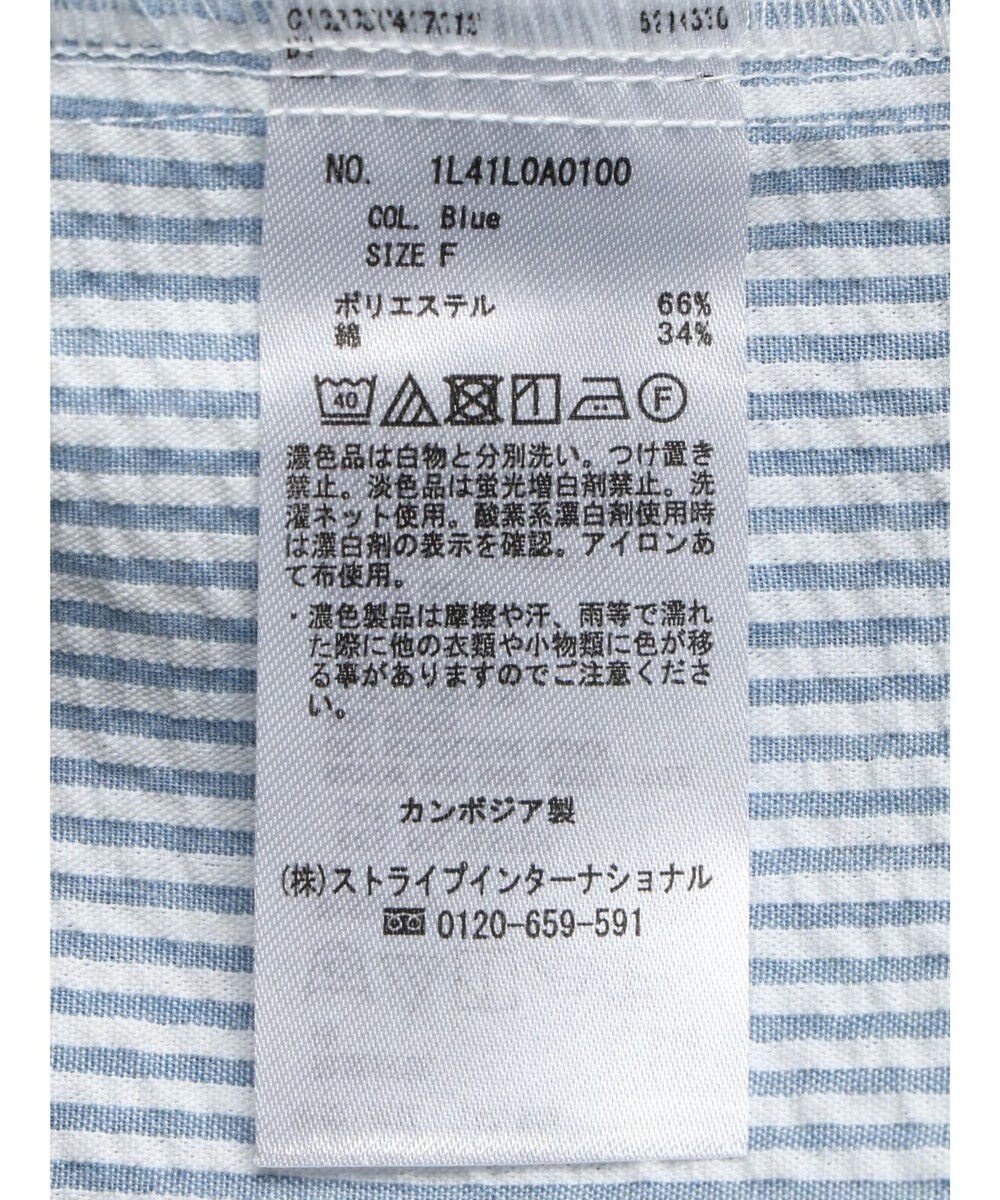 NO. 1L41L0A0100
COL. Blue
SIZE F
ポリエステル 66%
綿 34%
40
F
濃色品は白物と分別洗い。つけ置き
禁止。淡色品は蛍光増白剤禁止。洗
濯ネット使用。酸素系漂白剤使用時
は漂白剤の表示を確認。アイロンあ
て布使用。
・濃色製品は摩擦や汗、雨等で濡れ
た際に他の衣類や小物類に色が移
る事がありますのでご注意くださ
い。
カンボジア製
(株)ストライプインターナショナル
0120-659-591